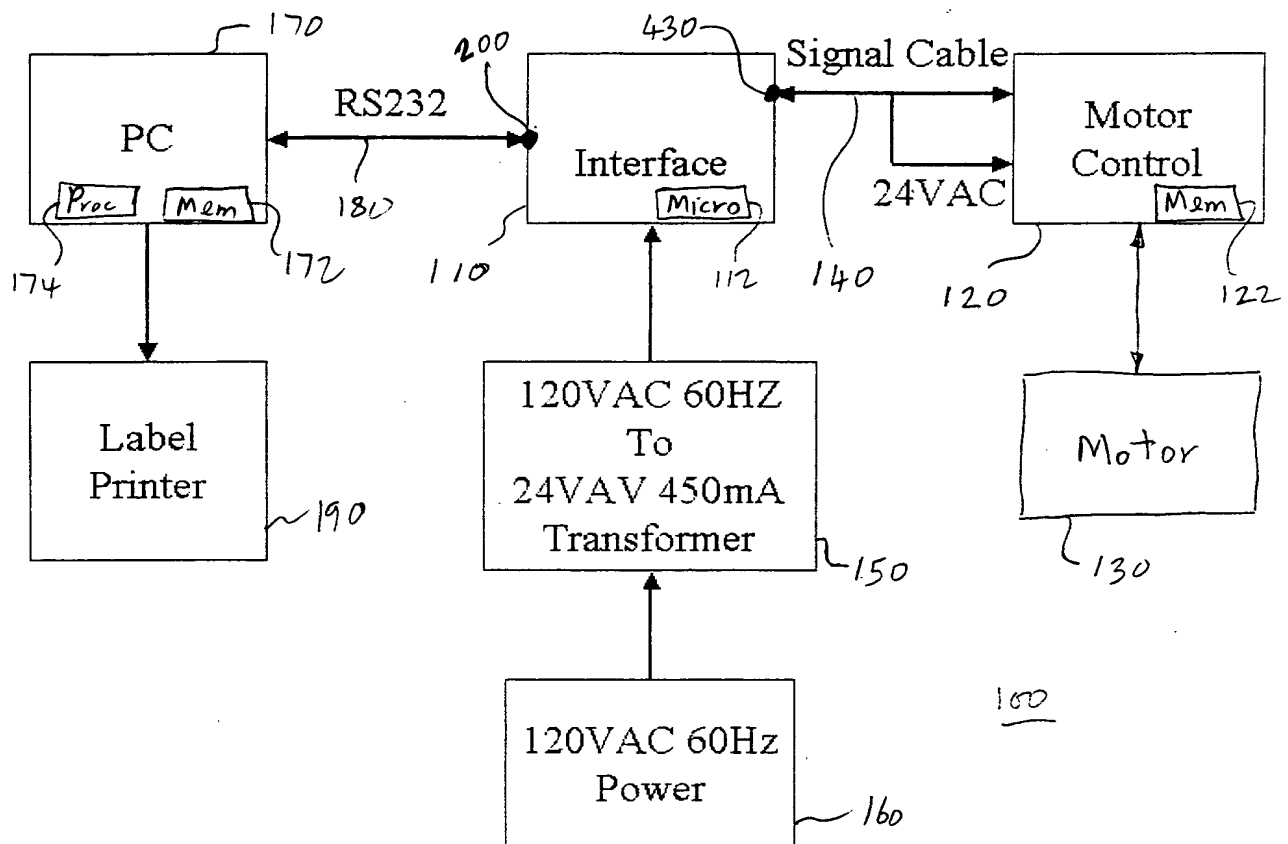 170
200
430
Signal Cable
RS232
PC
Interface
Motor
Control
24VAC
Proc
Mem
Micro
Mem
180
174
172
110
112
140
120
122
Label
Printer
190
120VAC 60HZ
To
24VAV 450mA
Transformer
150
Motor
130
120VAC 60Hz
Power
160
100